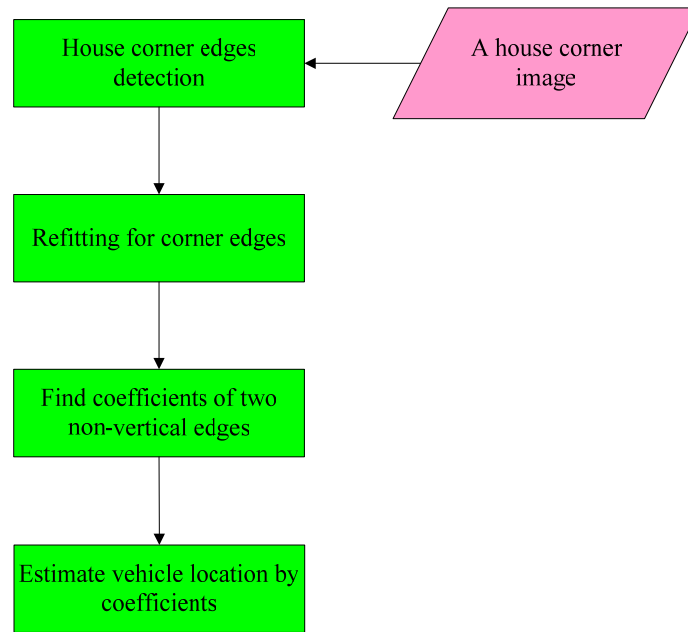 House corner edges
detection
A house corner
image
Refitting for corner edges
Find coefficients of two
non-vertical edges
Estimate vehicle location by
coefficients